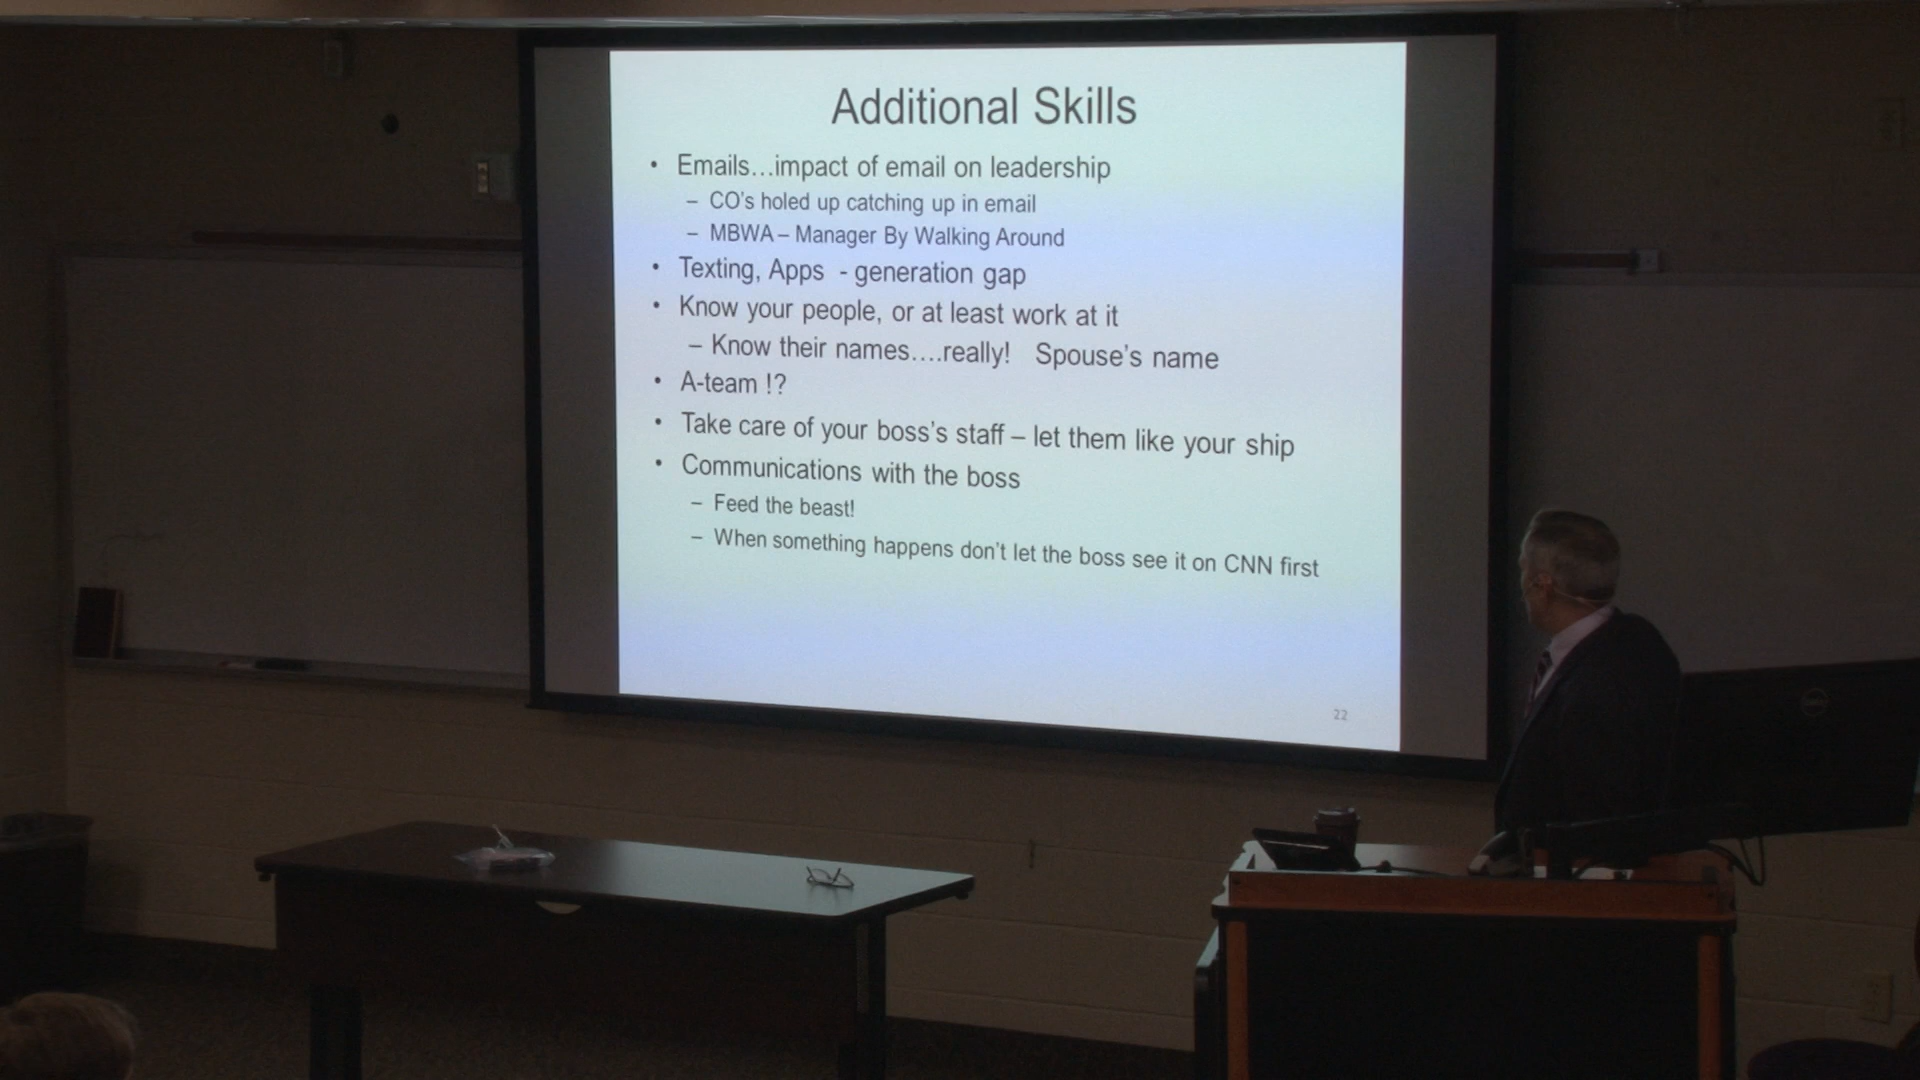 Additional Skills
• Emails…impact of email on leadership
– CO's holed up catching up in email
– MBWA – Manager By Walking Around
• Texting, Apps - generation gap
• Know your people, or at least work at it
– Know their names….really! Spouse's name
• A-team !?
• Take care of your boss's staff – let them like your ship
• Communications with the boss
– Feed the beast!
– When something happens don't let the boss see it on CNN first
22